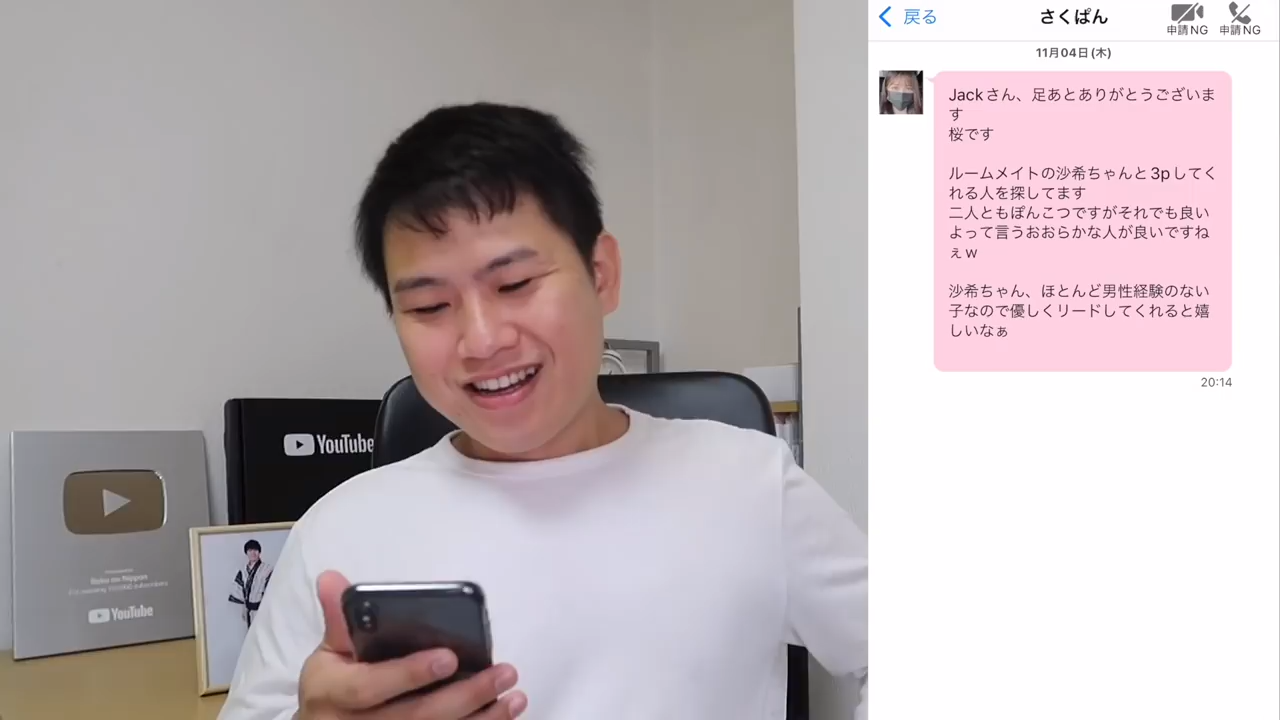 戻る
さくぱん
申請NG
申請NG
11月04日(木)
Jackさん、足あとありがとうございま
す
桜です
ルームメイトの沙希ちゃんと3pしてく
れる人を探してます
二人ともぽんこつですがそれでも良い
よって言うおおらかな人が良いですね
ぇw
沙希ちゃん、ほとんど男性経験のない
子なので優しくリードしてくれると嬉
しいなぁ
20:14
YouTube
YouTube